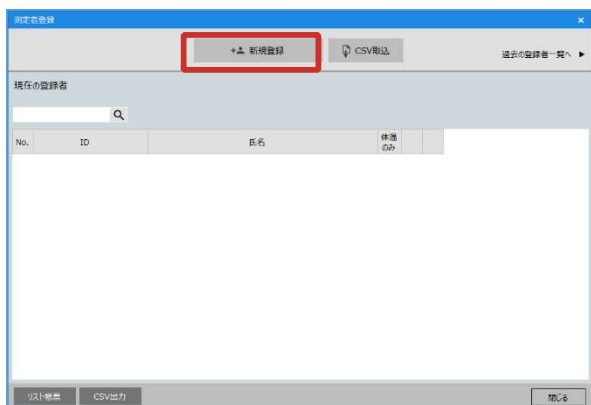 測定者登録
×
+ 新規登録
CSV取込
過去の登録者一覧へ ▶
現在の登録者
No.
ID
氏名
体温
のみ
リスト帳票
CSV出力
閉じる